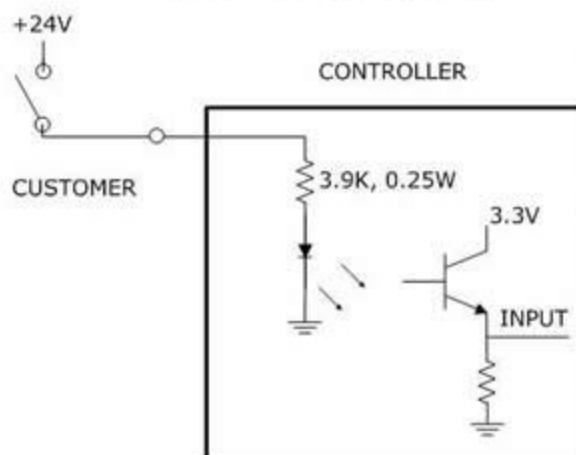 +24V
CONTROLLER
CUSTOMER
3.9K, 0.25W
3.3V
INPUT